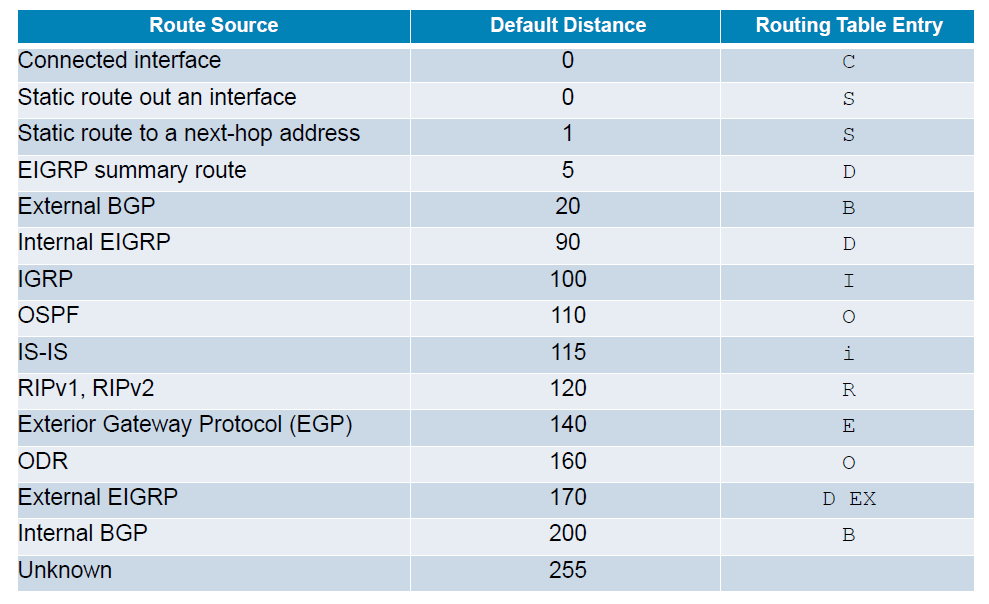 Route Source Default Distance Routing Table Entry
Connected interface 0 C
Static route out an interface 0 S
Static route to a next-hop address 1 S
EIGRP summary route 5 D
External BGP 20 B
Internal EIGRP 90 D
IGRP 100 I
OSPF 110 O
IS-IS 115 i
RIPv1, RIPv2 120 R
Exterior Gateway Protocol (EGP) 140 E
ODR 160 O
External EIGRP 170 D EX
Internal BGP 200 B
Unknown 255